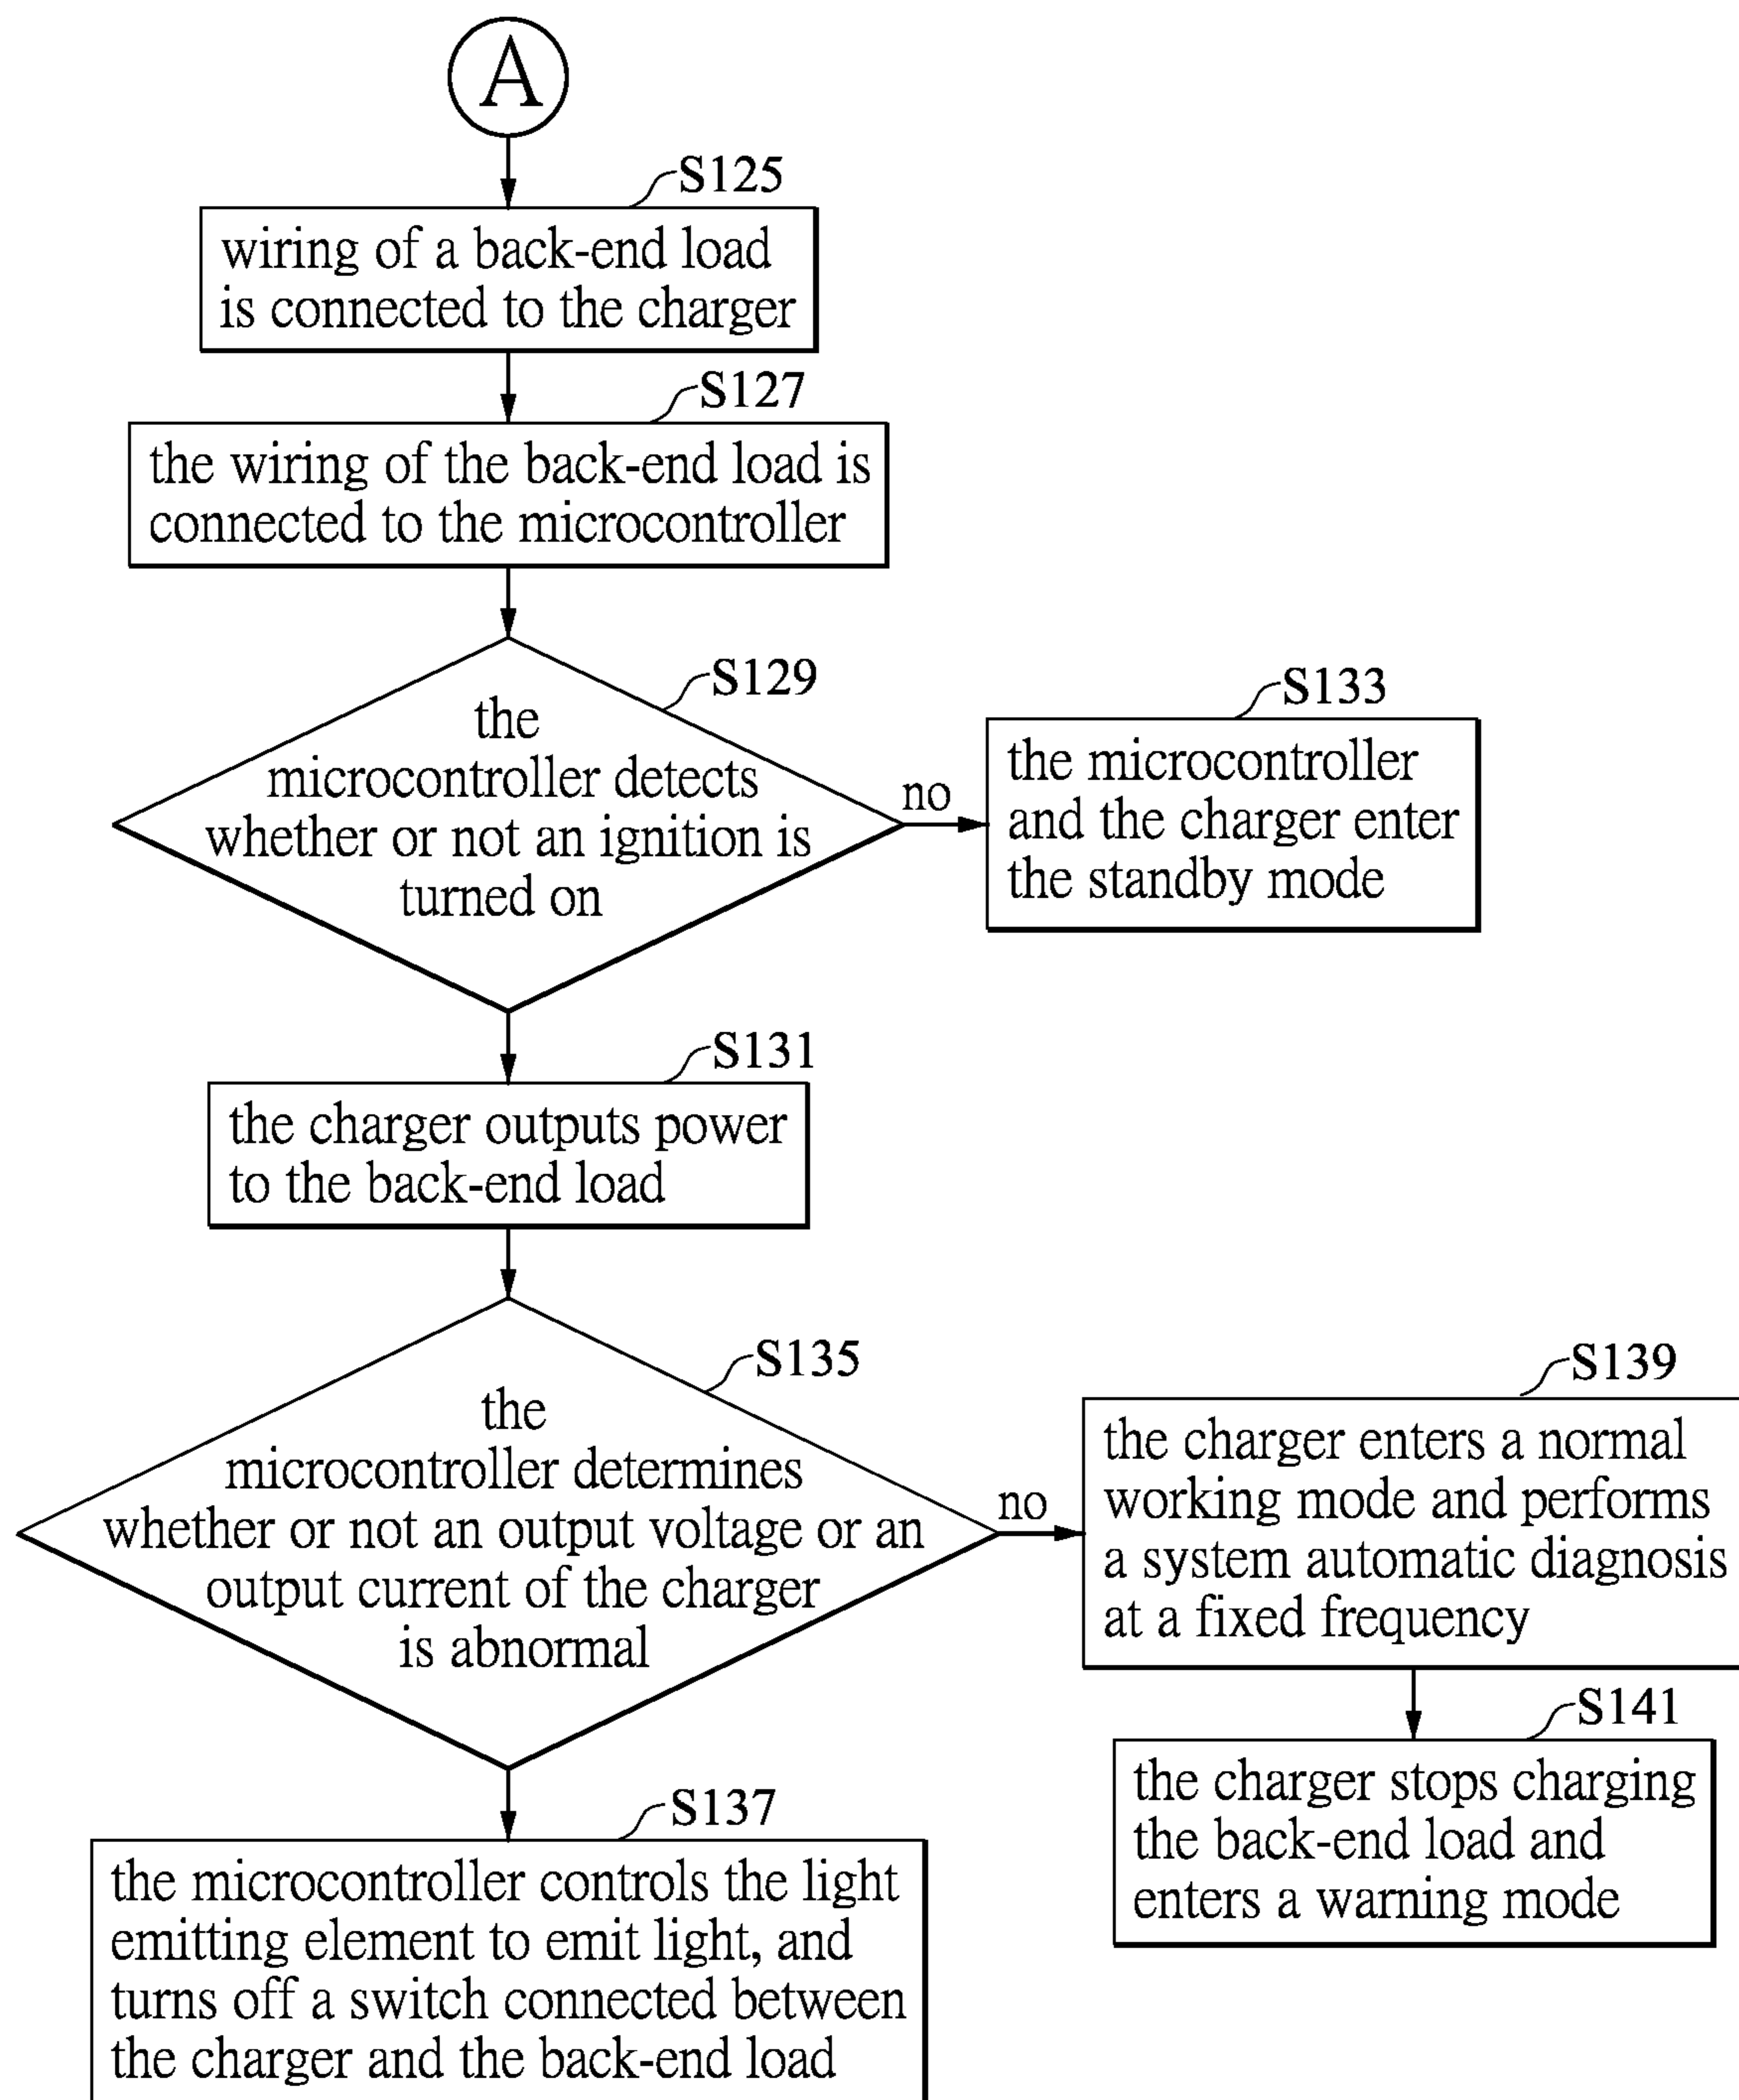 A
S125
wiring of a back-end load
is connected to the charger
S127
the wiring of the back-end load is
connected to the microcontroller
S129
the
microcontroller detects
whether or not an ignition is
turned on
no
S133
the microcontroller
and the charger enter
the standby mode
S131
the charger outputs power
to the back-end load
S135
the
microcontroller determines
whether or not an output voltage or an
output current of the charger
is abnormal
no
S139
the charger enters a normal
working mode and performs
a system automatic diagnosis
at a fixed frequency
S141
the charger stops charging
the back-end load and
enters a warning mode
S137
the microcontroller controls the light
emitting element to emit light, and
turns off a switch connected between
the charger and the back-end load